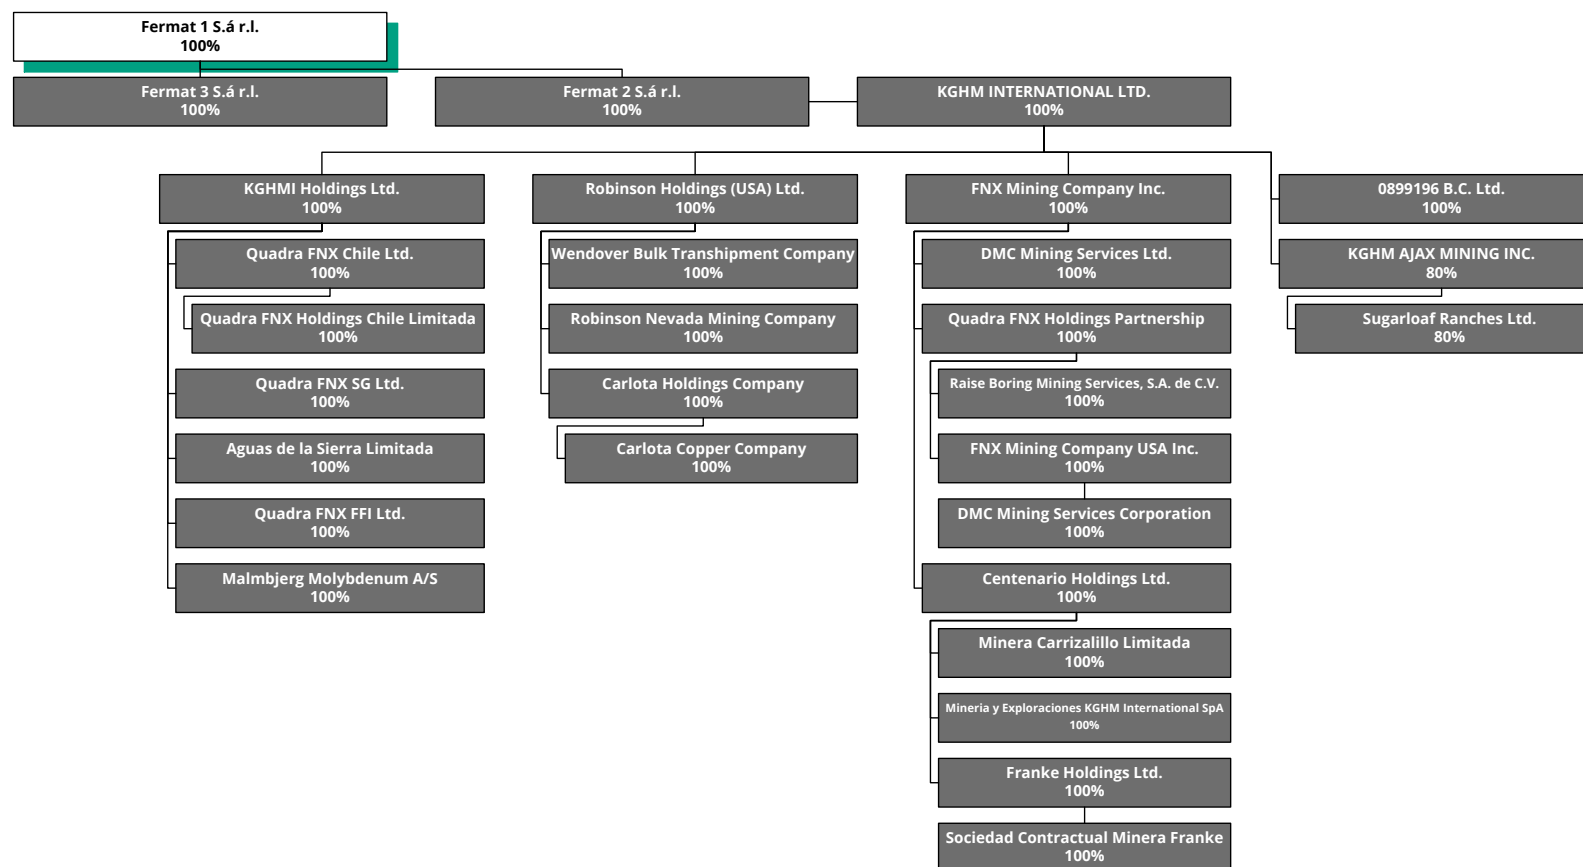 Fermat 1 S.á r.l.
100%
Fermat 3 S.á r.l.
100%
Fermat 2 S.á r.l.
100%
KGHM INTERNATIONAL LTD.
100%
KGHMI Holdings Ltd.
100%
Quadra FNX Chile Ltd.
100%
Quadra FNX Holdings Chile Limitada
100%
Quadra FNX SG Ltd.
100%
Aguas de la Sierra Limitada
100%
Quadra FNX FFI Ltd.
100%
Malmbjerg Molybdenum A/S
100%
Robinson Holdings (USA) Ltd.
100%
Wendover Bulk Transhipment Company
100%
Robinson Nevada Mining Company
100%
Carlota Holdings Company
100%
Carlota Copper Company
100%
FNX Mining Company Inc.
100%
DMC Mining Services Ltd.
100%
Quadra FNX Holdings Partnership
100%
Raise Boring Mining Services, S.A. de C.V.
100%
FNX Mining Company USA Inc.
100%
DMC Mining Services Corporation
100%
Centenario Holdings Ltd.
100%
Minera Carrizalillo Limitada
100%
Mineria y Exploraciones KGHM International SpA
100%
Franke Holdings Ltd.
100%
Sociedad Contractual Minera Franke
100%
0899196 B.C. Ltd.
100%
KGHM AJAX MINING INC.
80%
Sugarloaf Ranches Ltd.
80%